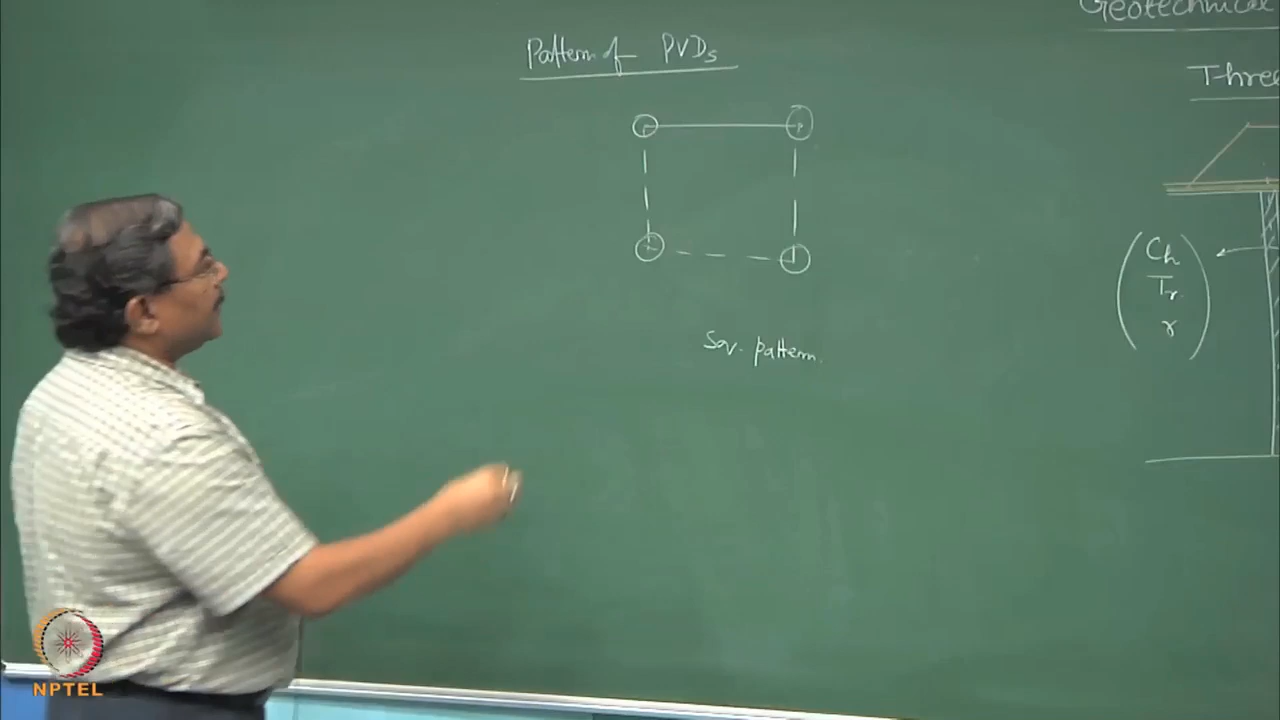 Pattern of PVDs
Sqr. pattern.
Geotechnical
Three
Ch
Tr
r
NPTEL